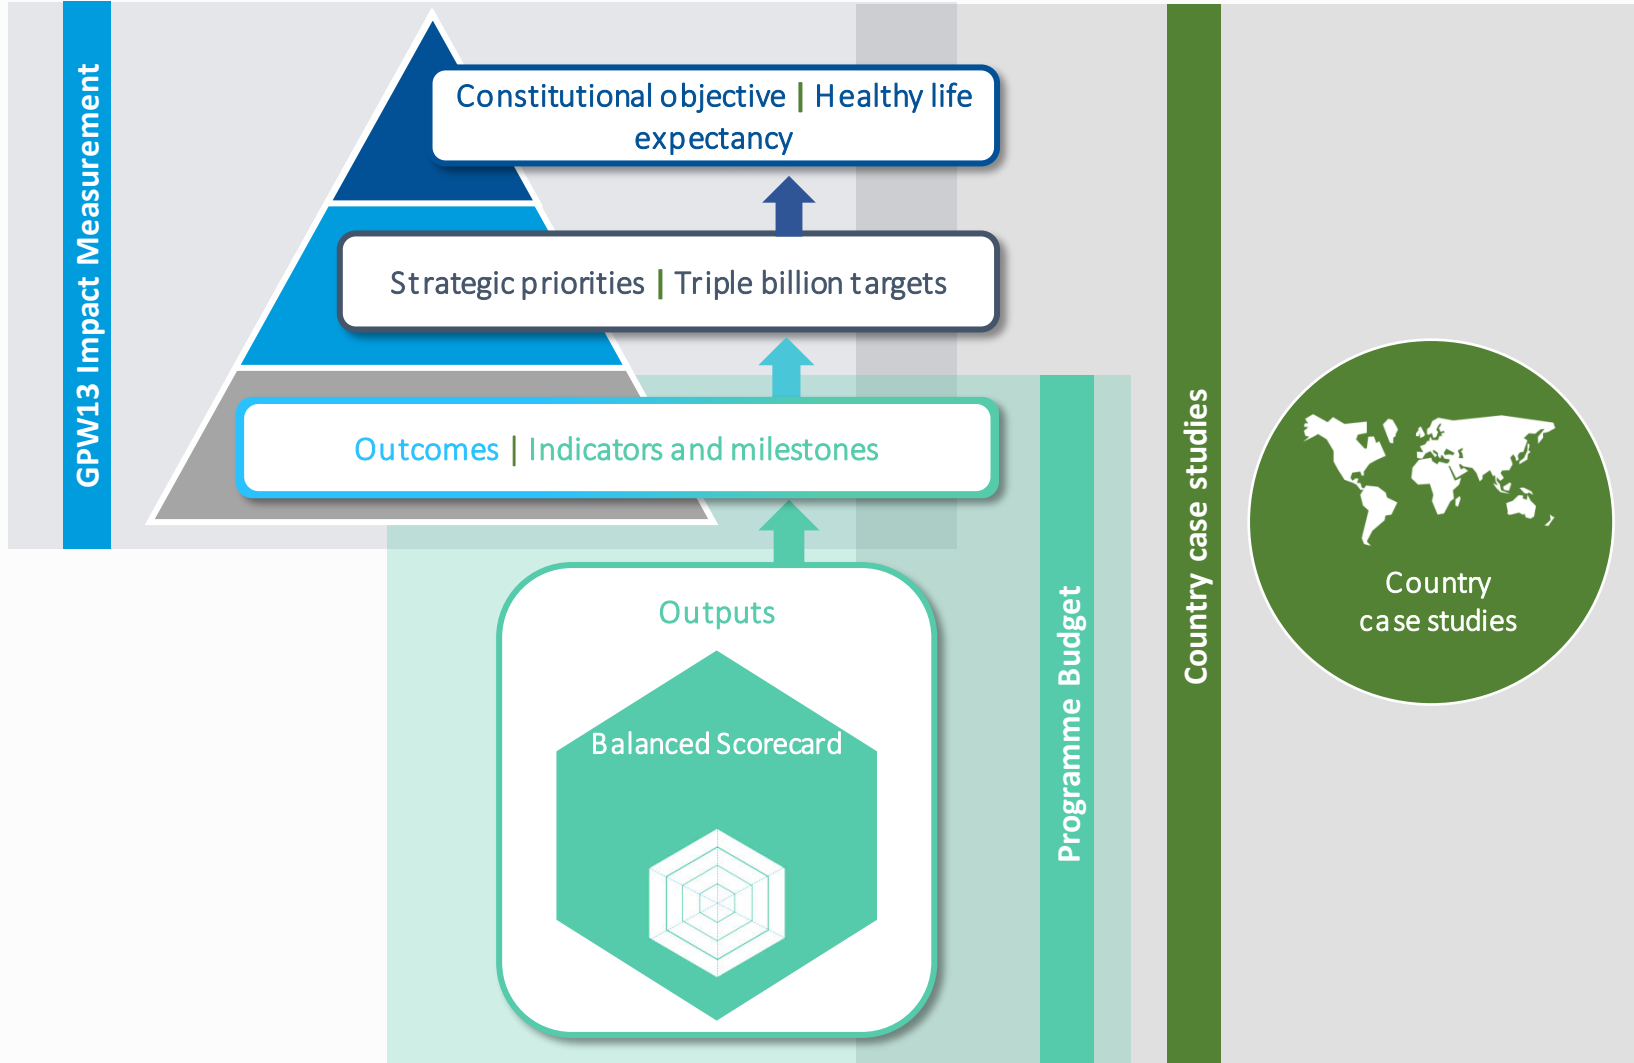 GPW13 Impact Measurement
Constitutional objective | Healthy life
expectancy
Strategic priorities | Triple billion targets
Outcomes | Indicators and milestones
Outputs
Balanced Scorecard
Programme Budget
Country case studies
Country
case studies